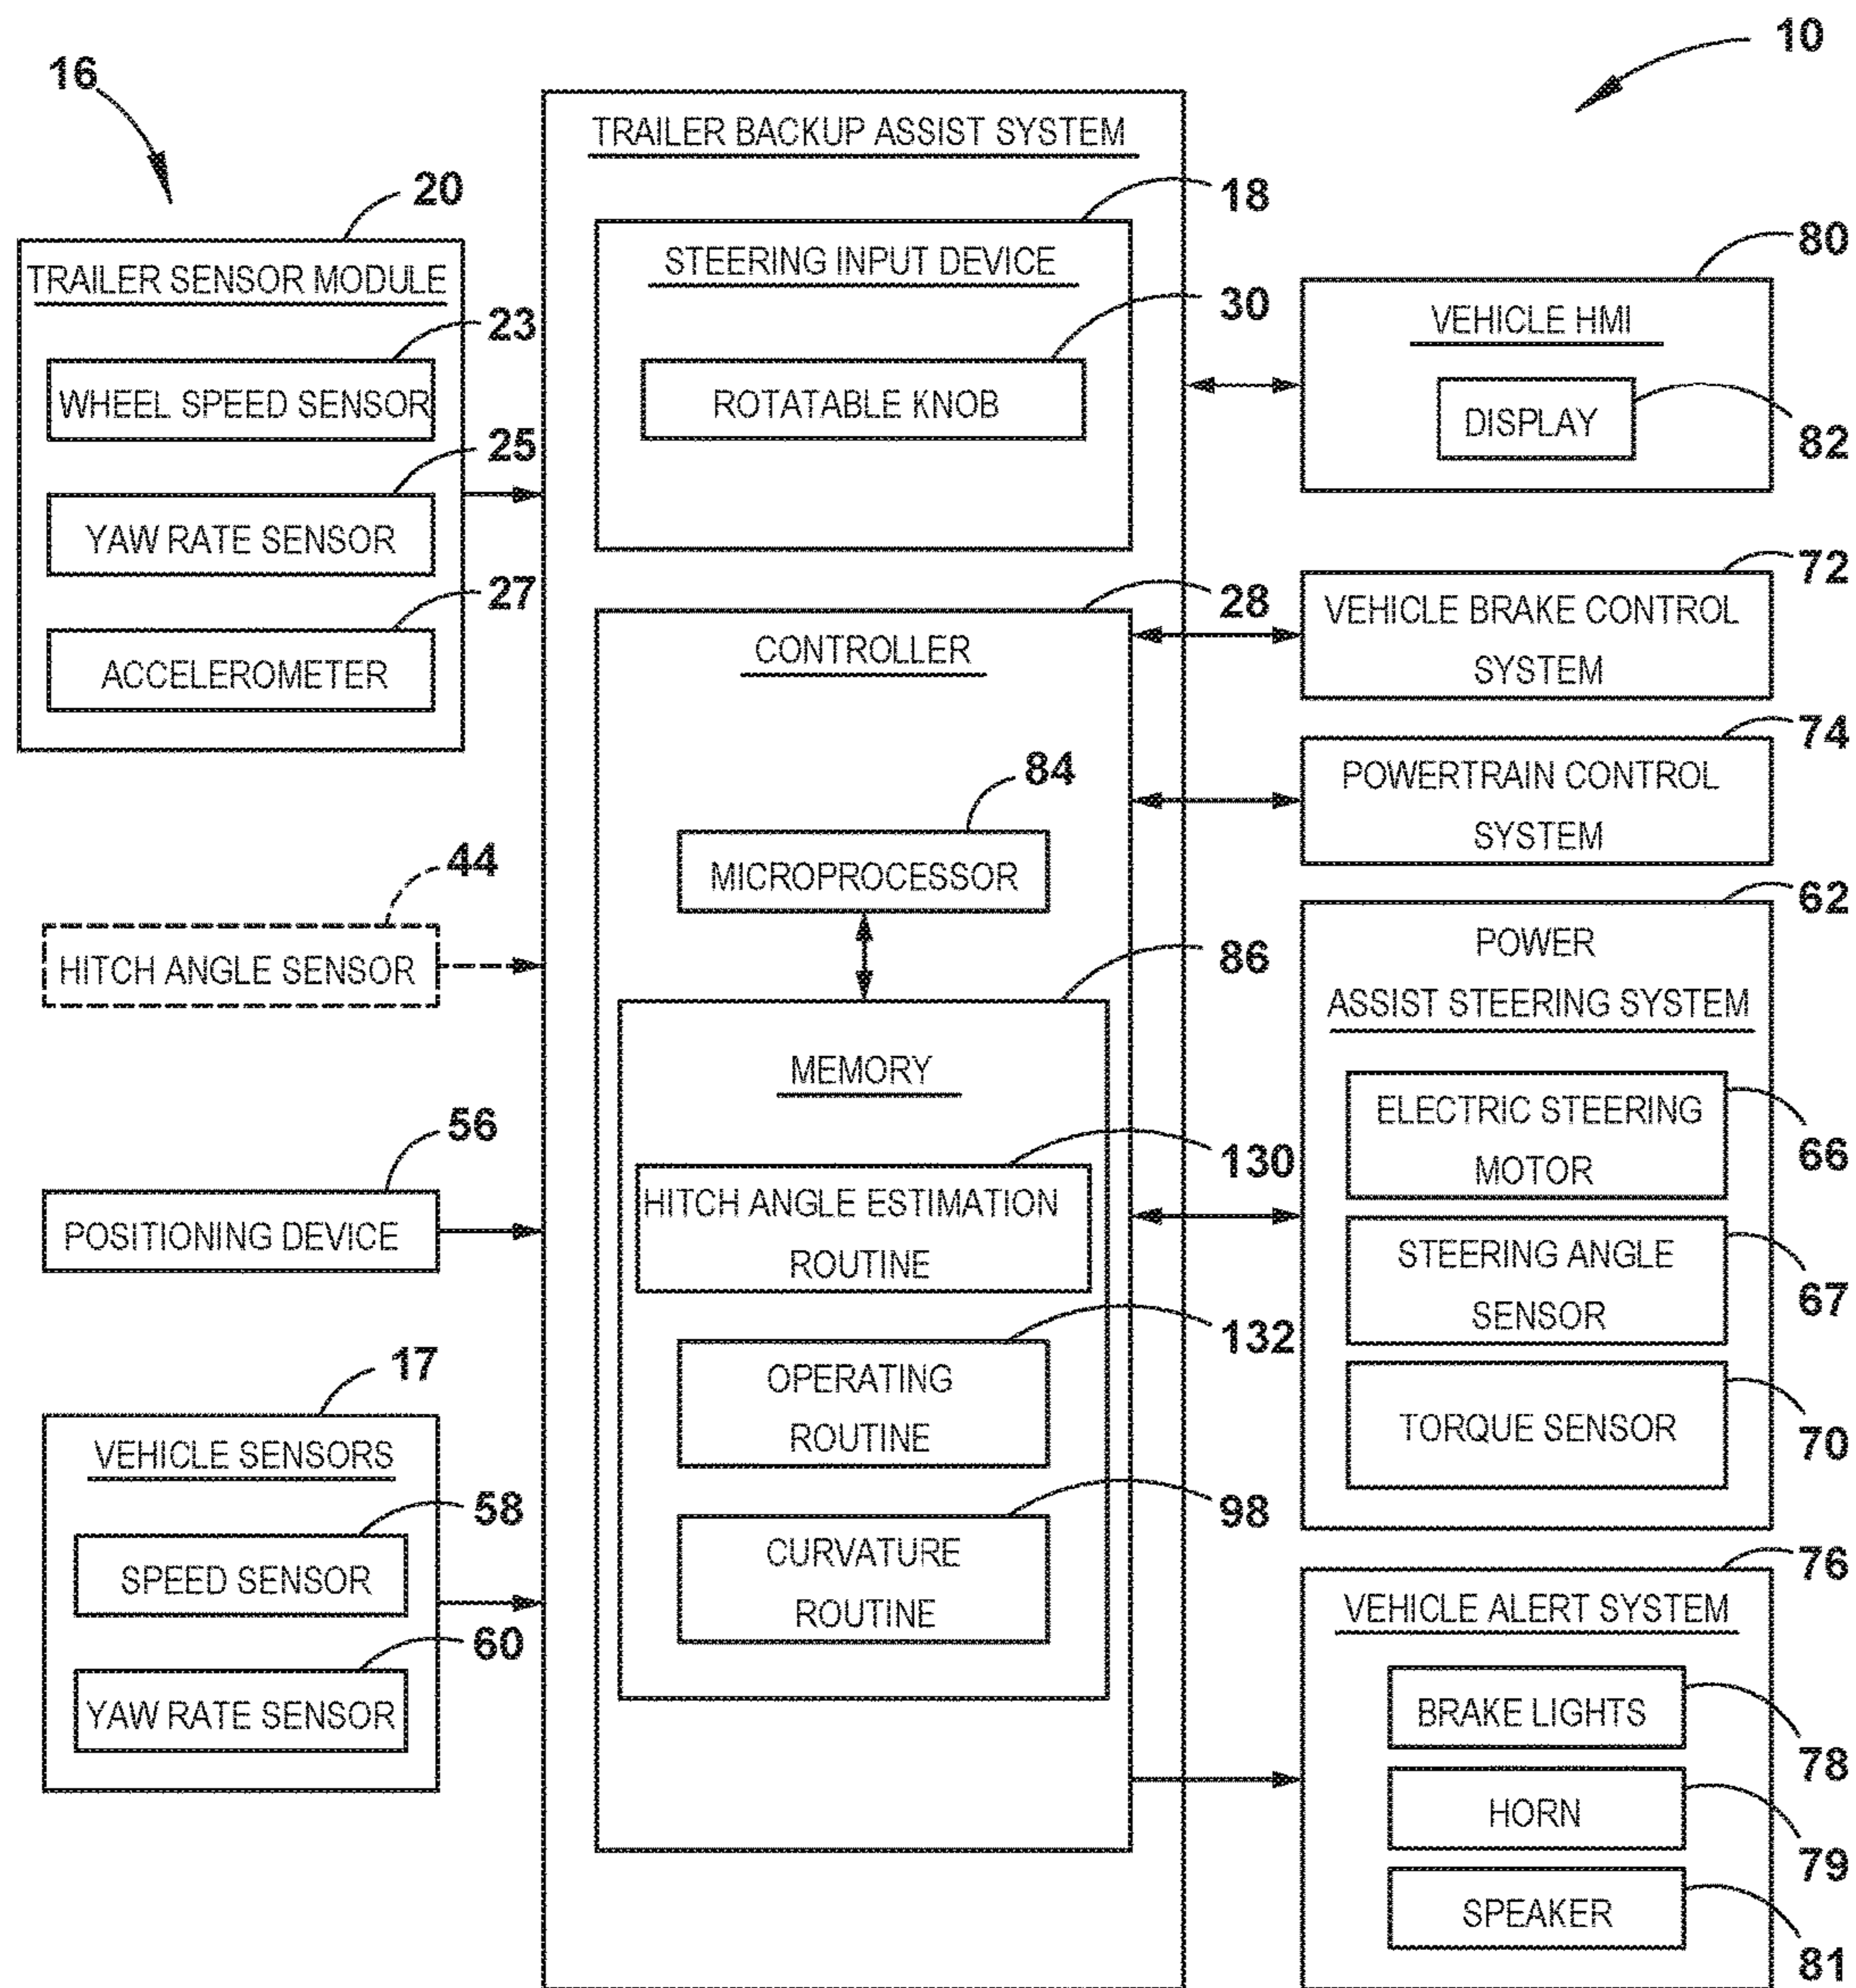 10
16
TRAILER BACKUP ASSIST SYSTEM
20
TRAILER SENSOR MODULE
23
WHEEL SPEED SENSOR
25
YAW RATE SENSOR
27
ACCELEROMETER
44
HITCH ANGLE SENSOR
56
POSITIONING DEVICE
17
VEHICLE SENSORS
58
SPEED SENSOR
60
YAW RATE SENSOR
18
STEERING INPUT DEVICE
30
ROTATABLE KNOB
28
CONTROLLER
84
MICROPROCESSOR
86
MEMORY
130
HITCH ANGLE ESTIMATION
ROUTINE
132
OPERATING
ROUTINE
98
CURVATURE
ROUTINE
80
VEHICLE HMI
DISPLAY
82
72
VEHICLE BRAKE CONTROL
SYSTEM
74
POWERTRAIN CONTROL
SYSTEM
62
POWER
ASSIST STEERING SYSTEM
ELECTRIC STEERING
MOTOR
66
STEERING ANGLE
SENSOR
67
TORQUE SENSOR
70
76
VEHICLE ALERT SYSTEM
BRAKE LIGHTS
78
HORN
79
SPEAKER
81